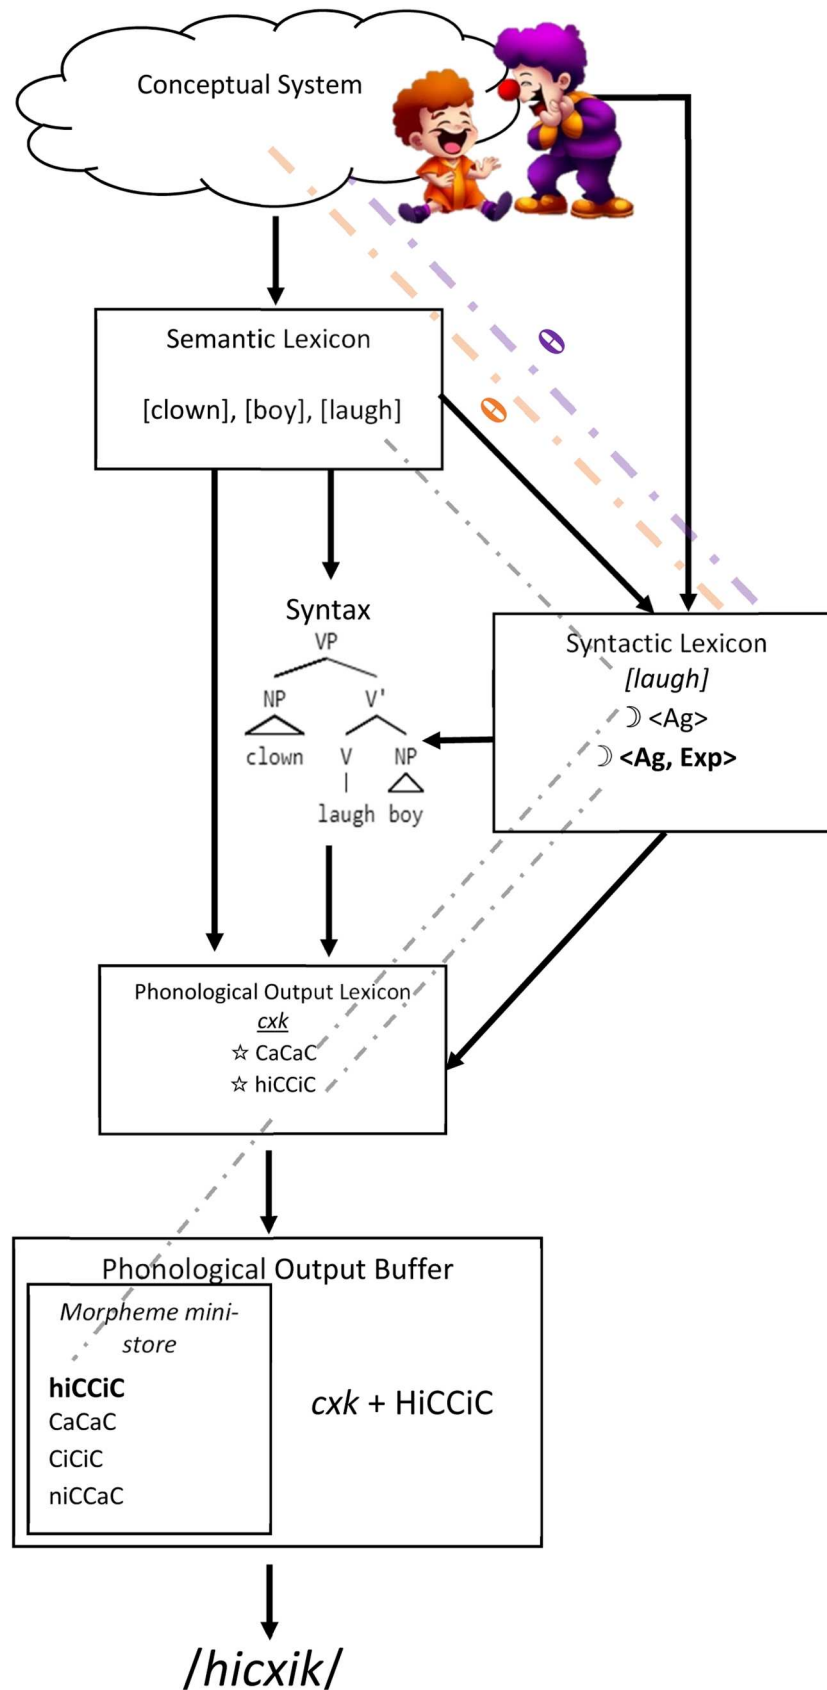 Conceptual System
Semantic Lexicon
[clown], [boy], [laugh]
θ
θ
Syntax
VP
NP V'
clown V NP
laugh boy
Syntactic Lexicon
[laugh]
☽ <Ag>
☽ <Ag, Exp>
Phonological Output Lexicon
cxk
☆ CaCaC
☆ hiCCiC
Phonological Output Buffer
Morpheme mini-
store
hiCCiC
CaCaC
CiCiC
niCCaC
cxk + HiCCiC
/hicxik/